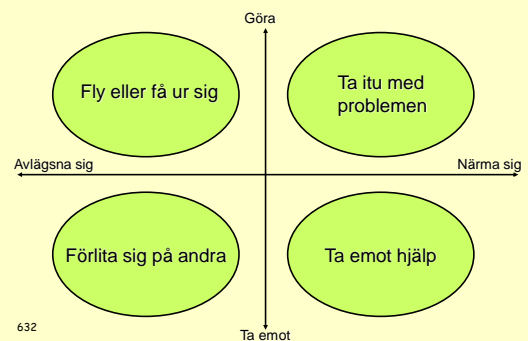 Göra
Fly eller få ur sig
Ta itu med
problemen
Avlägsna sig
Närma sig
Förlita sig på andra
Ta emot hjälp
632
Ta emot